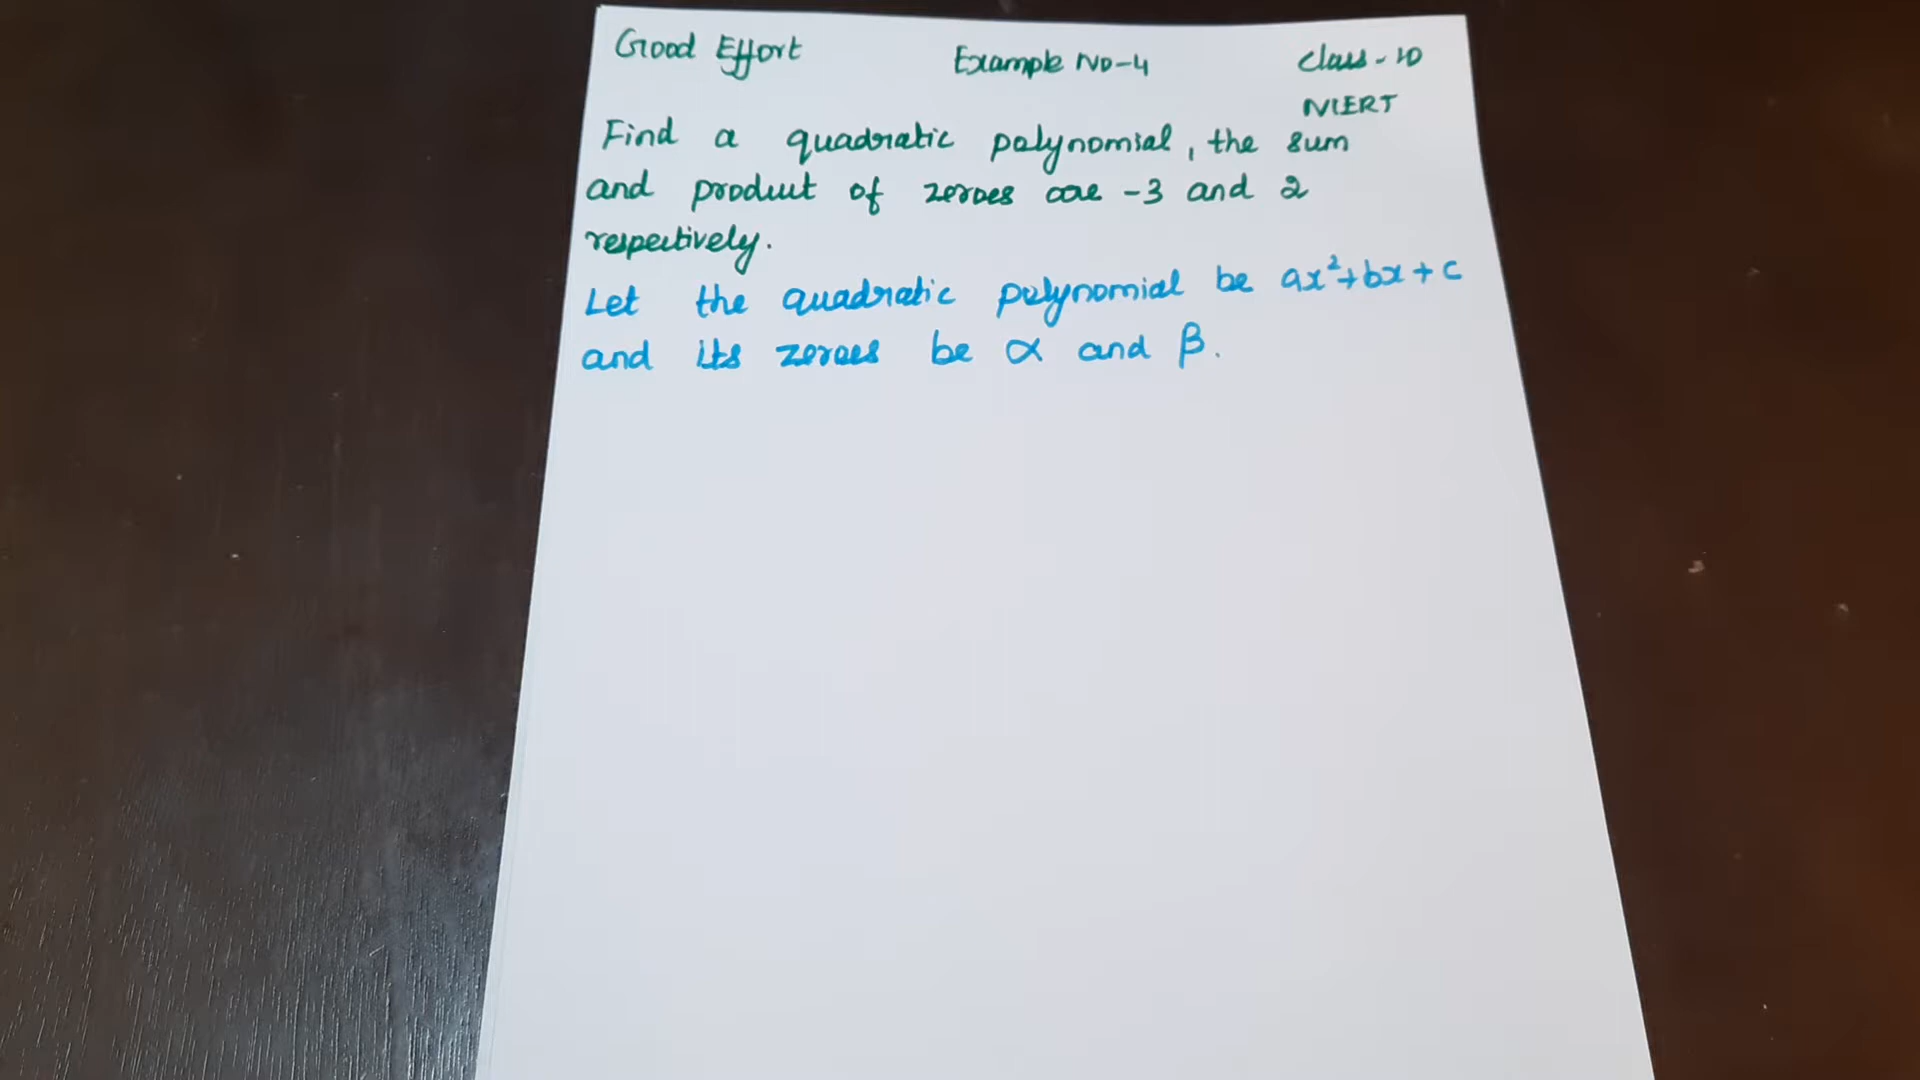 Good Effort Example No-4 Class-10
NCERT
Find a quadratic polynomial, the sum
and product of zeroes are -3 and 2
respectively.
Let the quadratic polynomial be ax²+bx+c
and its zeroes be α and β.